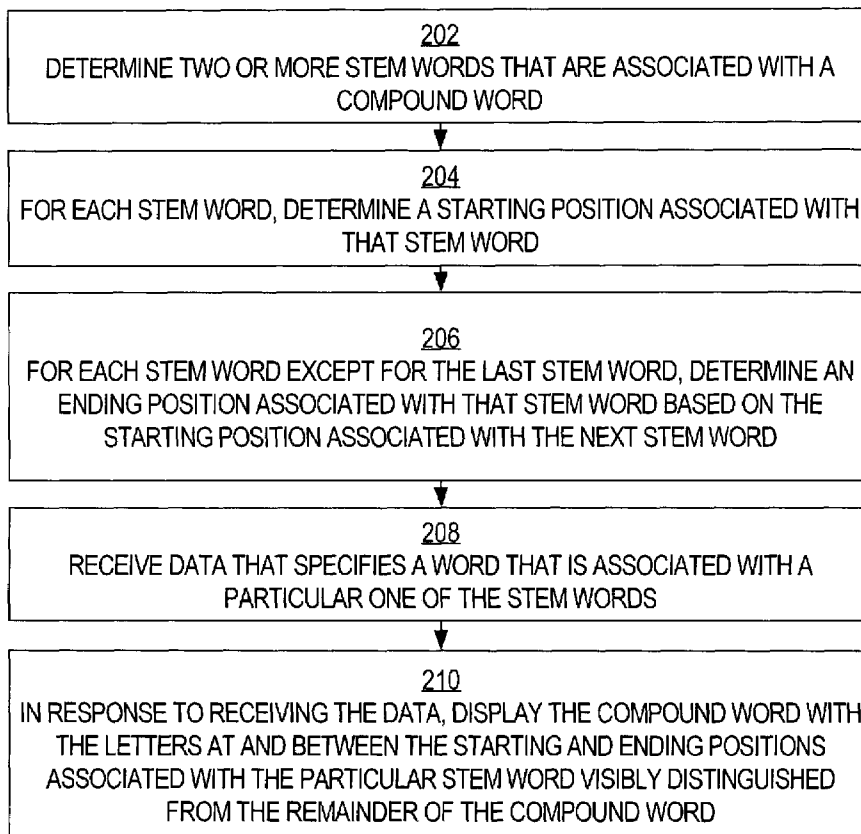 202
DETERMINE TWO OR MORE STEM WORDS THAT ARE ASSOCIATED WITH A
COMPOUND WORD
204
FOR EACH STEM WORD, DETERMINE A STARTING POSITION ASSOCIATED WITH
THAT STEM WORD
206
FOR EACH STEM WORD EXCEPT FOR THE LAST STEM WORD, DETERMINE AN
ENDING POSITION ASSOCIATED WITH THAT STEM WORD BASED ON THE
STARTING POSITION ASSOCIATED WITH THE NEXT STEM WORD
208
RECEIVE DATA THAT SPECIFIES A WORD THAT IS ASSOCIATED WITH A
PARTICULAR ONE OF THE STEM WORDS
210
IN RESPONSE TO RECEIVING THE DATA, DISPLAY THE COMPOUND WORD WITH
THE LETTERS AT AND BETWEEN THE STARTING AND ENDING POSITIONS
ASSOCIATED WITH THE PARTICULAR STEM WORD VISIBLY DISTINGUISHED
FROM THE REMAINDER OF THE COMPOUND WORD